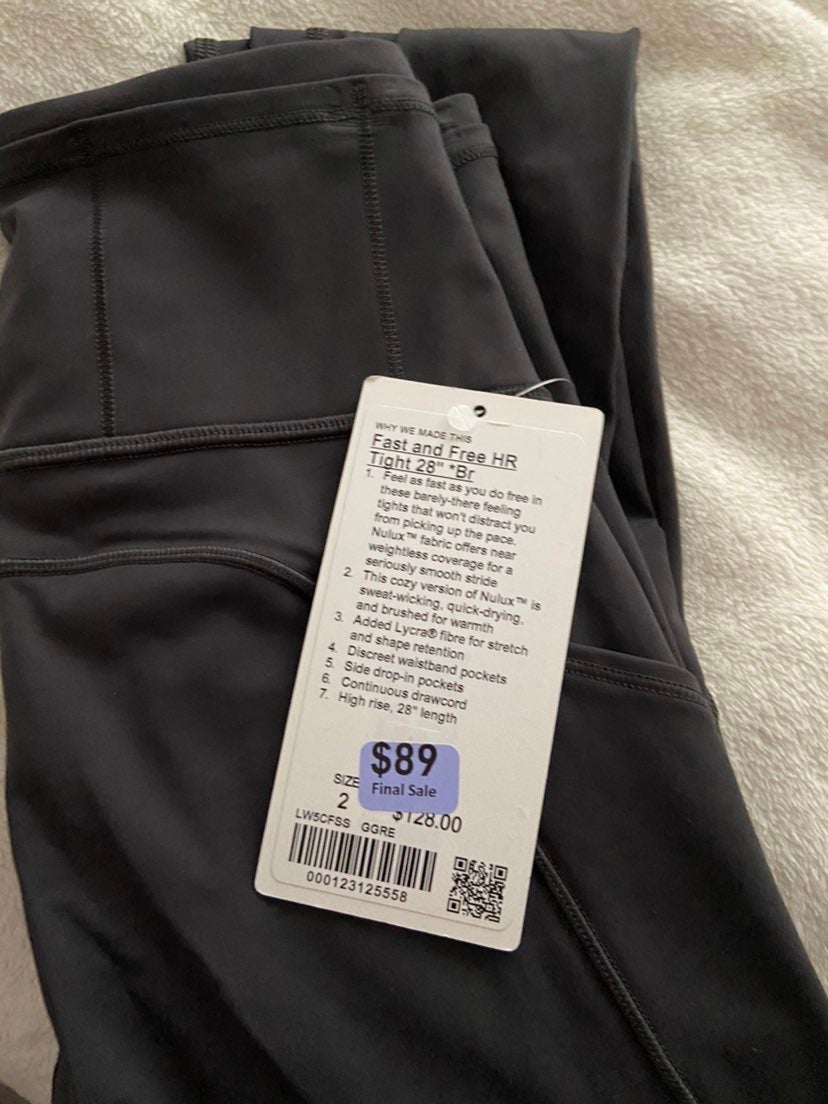 WHY WE MADE THIS
Fast and Free HR
Tight 28" *Br
1. Feel as fast as you do free in
these barely-there feeling
tights that won't distract you
from picking up the pace.
Nulux™ fabric offers near
weightless coverage for a
seriously smooth stride
2. This cozy version of Nulux™ is
sweat-wicking, quick-drying,
and brushed for warmth
3. Added Lycra® fibre for stretch
and shape retention
4. Discreet waistband pockets
5. Side drop-in pockets
6. Continuous drawcord
7. High rise, 28" length
$89
Final Sale
SIZE
2
$128.00
LW5CFSS GGRE
000123125558